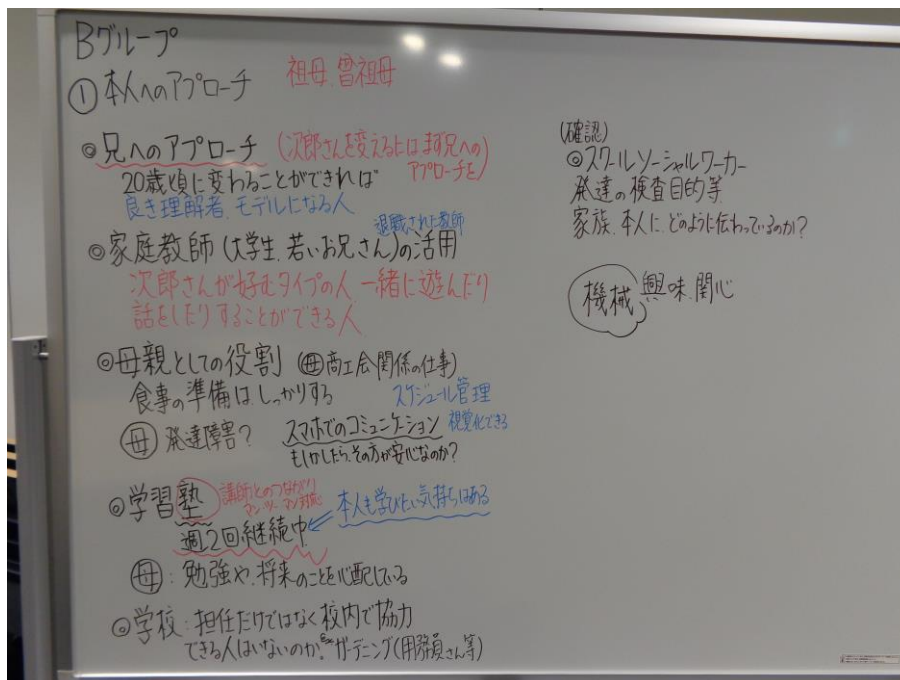 Bグループ
①本人へのアプローチ 祖母.曽祖母
◎兄へのアプローチ (次郎さんを変えるには、まず兄への
アプローチを)
20歳頃に変わることができれば
良き理解者、モデルになる人
退職された教師
◎家庭教師(大学生、若いお兄さん)の活用
次郎さんが好むタイプの人 一緒に遊んだり
話をしたりすることができる人
◎母親としての役割 (母商工会関係の仕事)
食事の準備は、しっかりする スケジュール管理
母 発達障害? スマホでのコミュニケーション 視覚化できる
もしかしたら、その方が安心なのか?
◎学習塾 講師とのつながり
マンツーマン対応
本人も学びたい気持ちはある
週2回継続中
母:勉強や、将来のことを心配している
◎学校:担任だけではなく校内で協力
できる人はいないのか? ex ガーデニング(用務員さん等)
(確認)
◎スクールソーシャルワーカー
発達の検査目的等
家族、本人に、どのように伝わっているのか?
機械 興味.関心